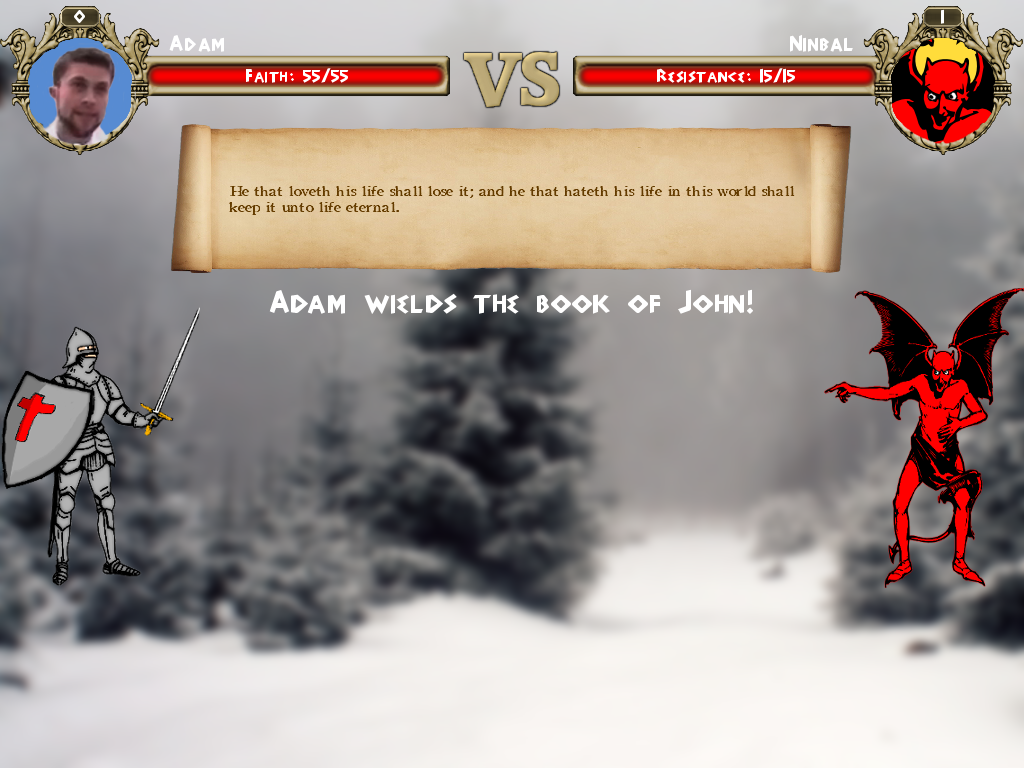 0
1
Adam
VS
Ninbal
Faith: 55/55
Resistance: 15/15
He that loveth his life shall lose it; and he that hateth his life in this world shall
keep it unto life eternal.
Adam wields the book of John!